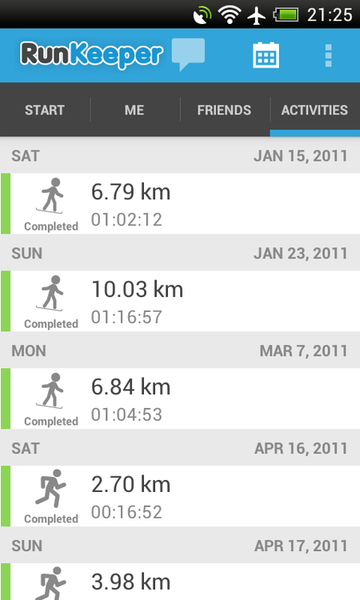 21:25
RunKeeper
START ME FRIENDS ACTIVITIES
SAT JAN 15, 2011
6.79 km
01:02:12
Completed
SUN JAN 23, 2011
10.03 km
01:16:57
Completed
MON MAR 7, 2011
6.84 km
01:04:53
Completed
SAT APR 16, 2011
2.70 km
00:16:52
Completed
SUN APR 17, 2011
3.98 km